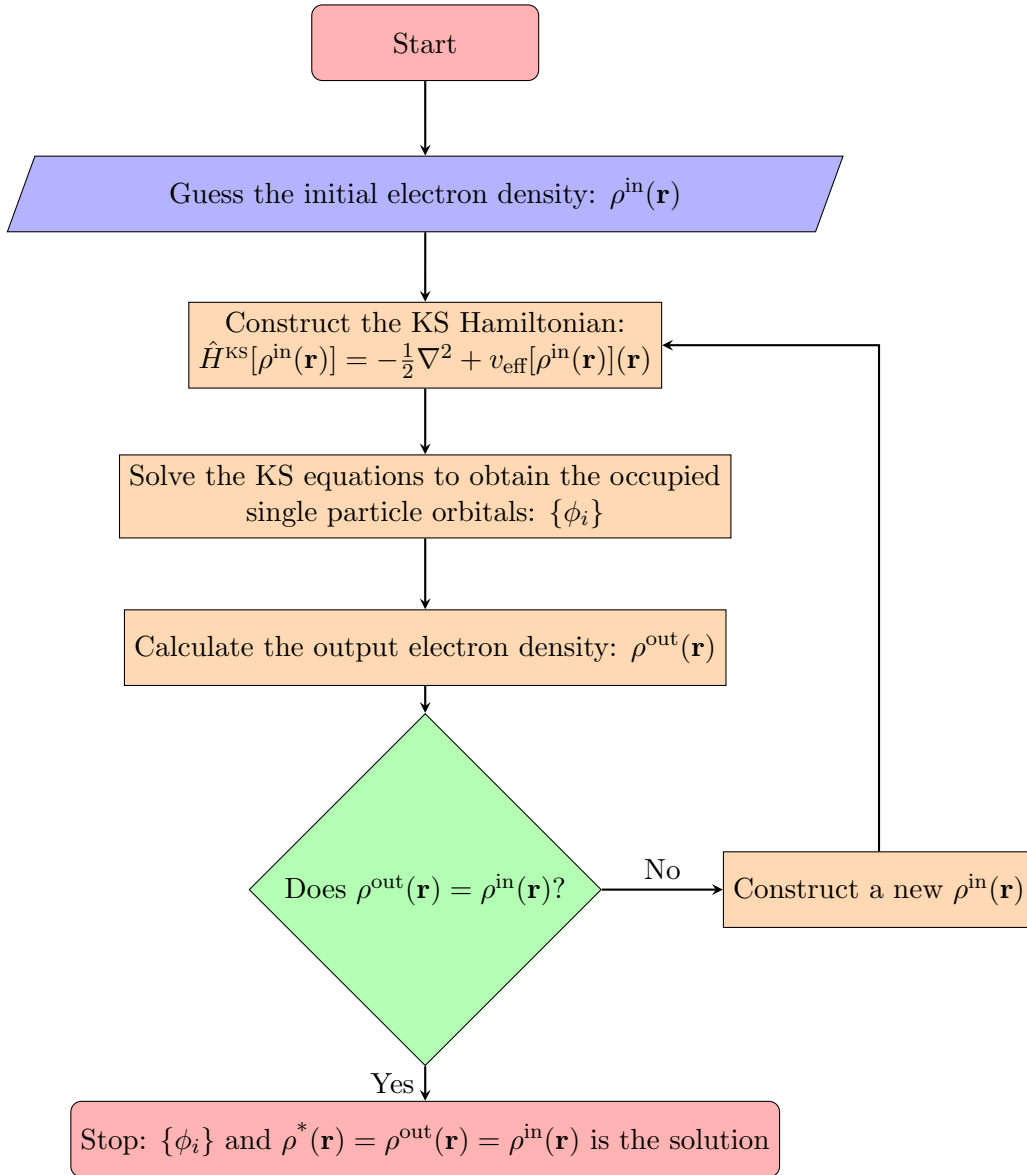 Start
Guess the initial electron density: ρ^in(𝐫)
Construct the KS Hamiltonian:
Ĥ^KS[ρ^in(𝐫)] = −½∇² + v_eff[ρ^in(𝐫)](𝐫)
Solve the KS equations to obtain the occupied
single particle orbitals: {ϕ_i}
Calculate the output electron density: ρ^out(𝐫)
Does ρ^out(𝐫) = ρ^in(𝐫)?
No
Construct a new ρ^in(𝐫)
Yes
Stop: {ϕ_i} and ρ^*(𝐫) = ρ^out(𝐫) = ρ^in(𝐫) is the solution